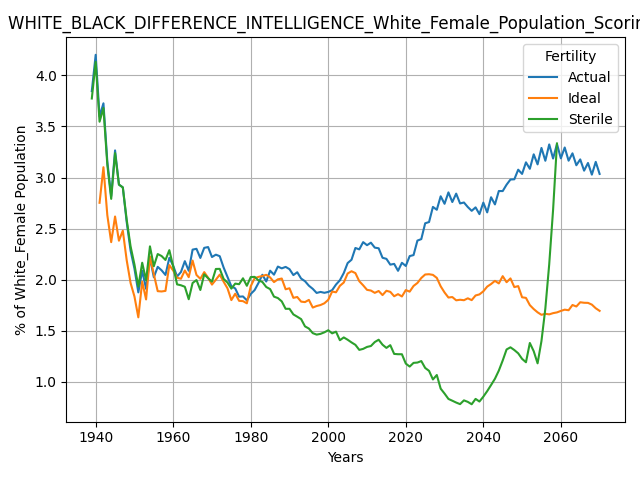 WHITE_BLACK_DIFFERENCE_INTELLIGENCE_White_Female_Population_Scorin
Fertility
Actual
Ideal
Sterile
% of White_Female Population
4.0
3.5
3.0
2.5
2.0
1.5
1.0
1940 1960 1980 2000 2020 2040 2060
Years